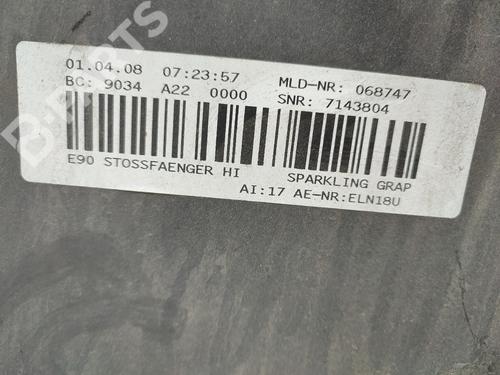 B-PARTS
01.04.08 07:23:57 MLD-NR: 068747
BC: 9034 A22 0000 SNR: 7143804
E90 STOSSFAENGER HI SPARKLING GRAP
AI:17 AE-NR:ELN18U